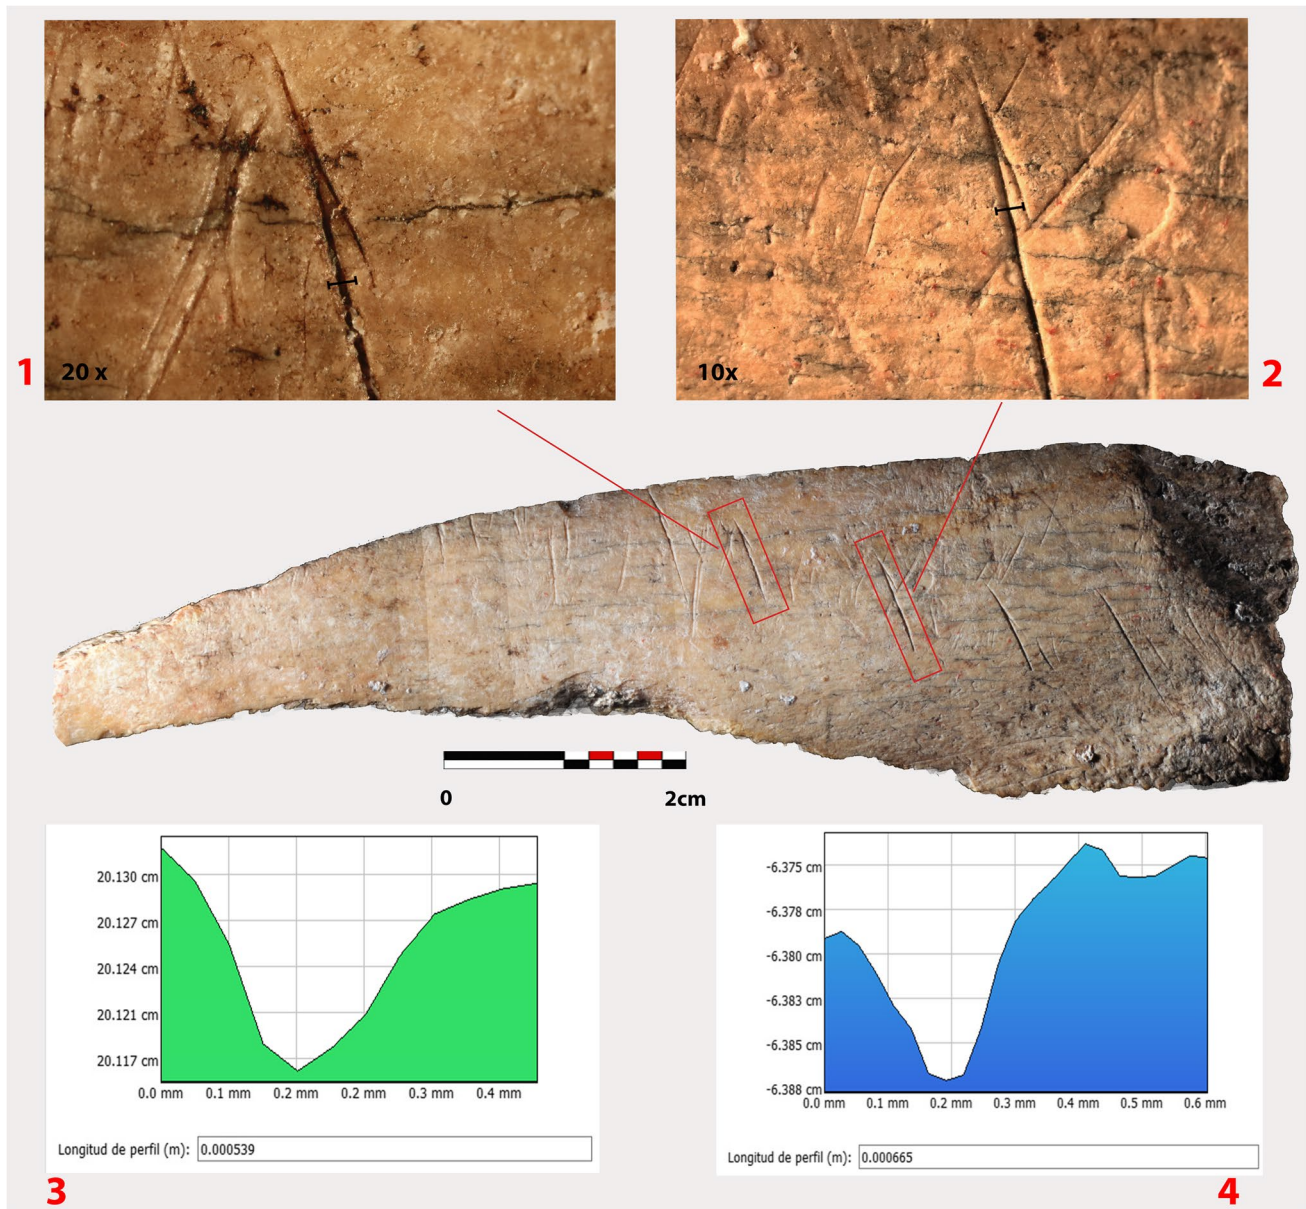 1
20 x
10x
2
0
2cm
20.130 cm
20.127 cm
20.124 cm
20.121 cm
20.117 cm
0.0 mm 0.1 mm 0.2 mm 0.2 mm 0.3 mm 0.4 mm
Longitud de perfil (m): 0.000539
3
-6.375 cm
-6.378 cm
-6.380 cm
-6.383 cm
-6.385 cm
-6.388 cm
0.0 mm 0.1 mm 0.2 mm 0.3 mm 0.4 mm 0.5 mm 0.6 mm
Longitud de perfil (m): 0.000665
4